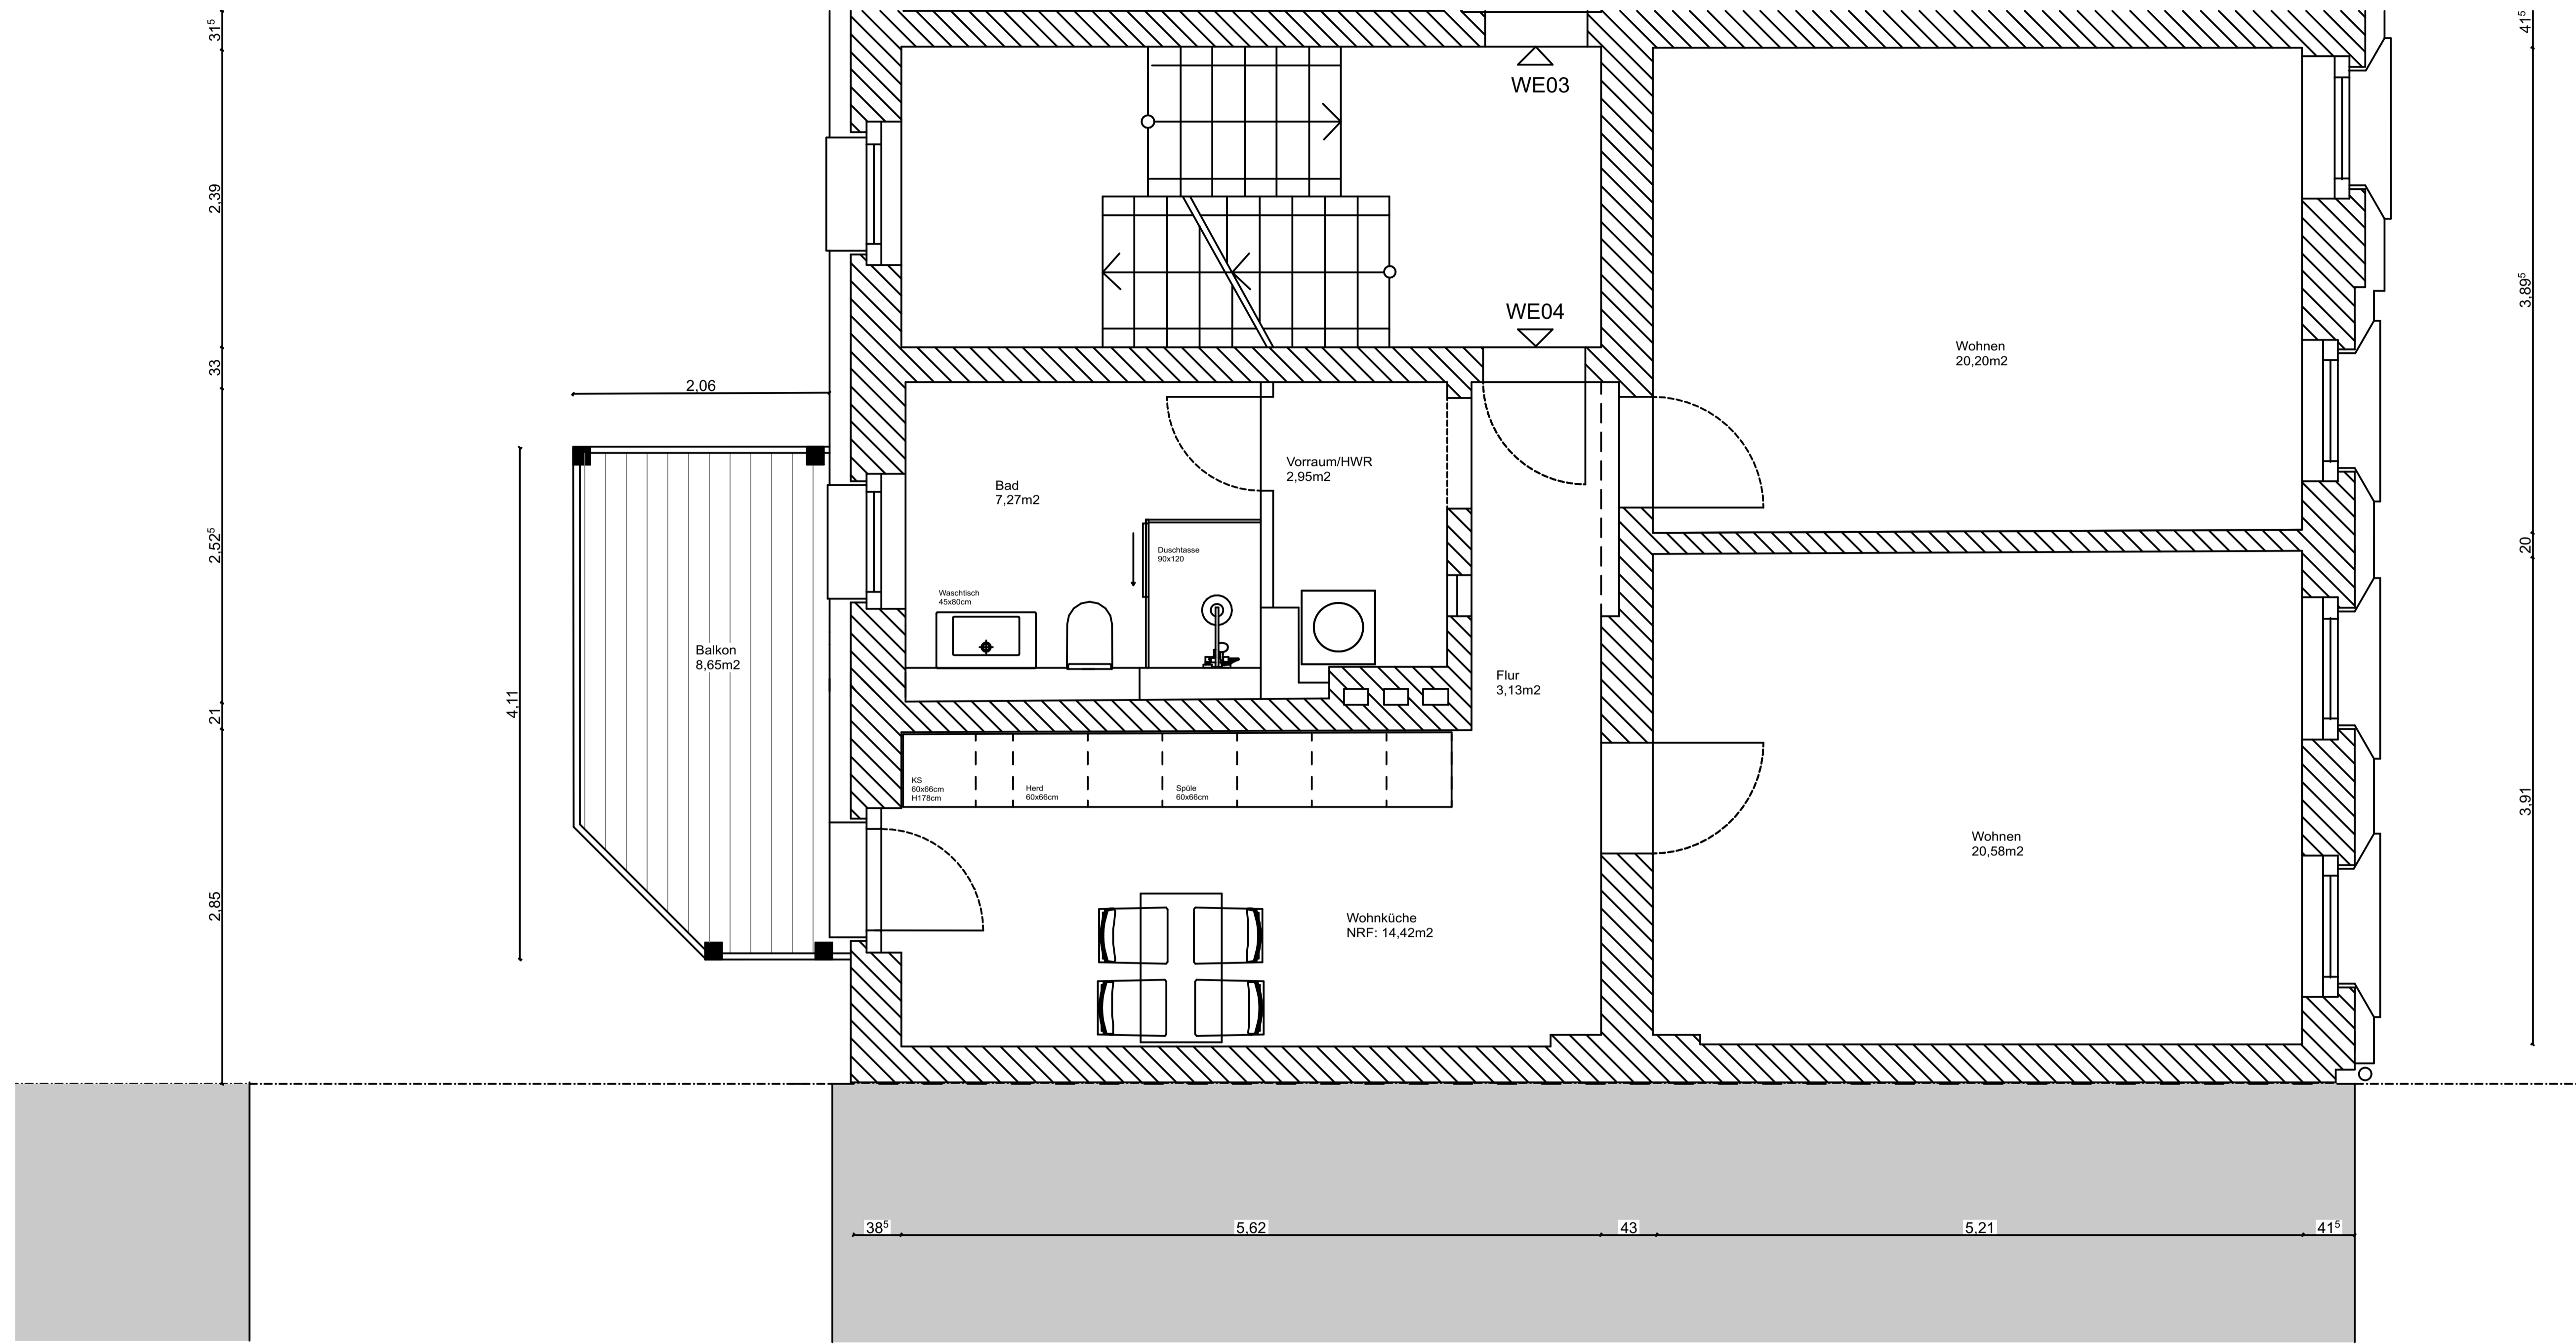 31⁵
41⁵
WE03
2,39
3,89⁵
WE04
33
Wohnen
20,20m2
2,06
Vorraum/HWR
2,95m2
Bad
7,27m2
2,52⁵
20
Duschtasse
90x120
Waschtisch
45x80cm
Balkon
8,65m2
Flur
3,13m2
4,11
21
KS
60x66cm
H178cm
Herd
60x66cm
Spüle
60x66cm
3,91
Wohnen
20,58m2
2,85
Wohnküche
NRF: 14,42m2
38⁵
5,62
43
5,21
41⁵